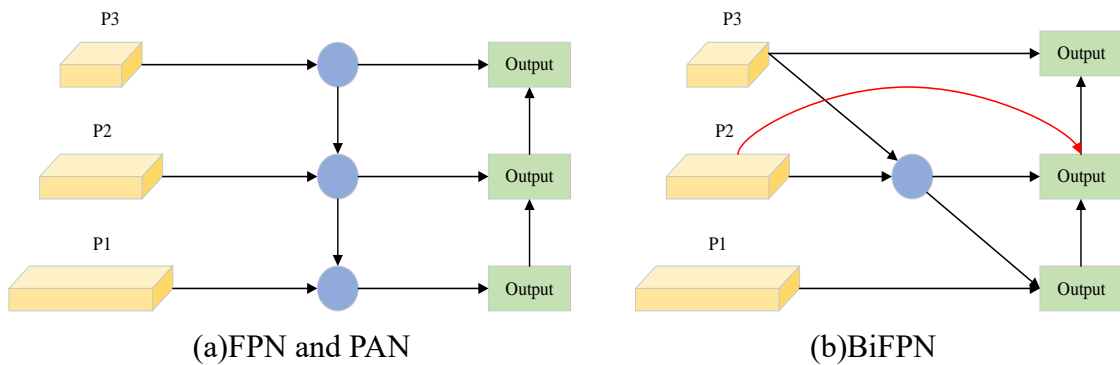 P3
Output
P2
Output
P1
Output
(a)FPN and PAN
P3
Output
P2
Output
P1
Output
(b)BiFPN